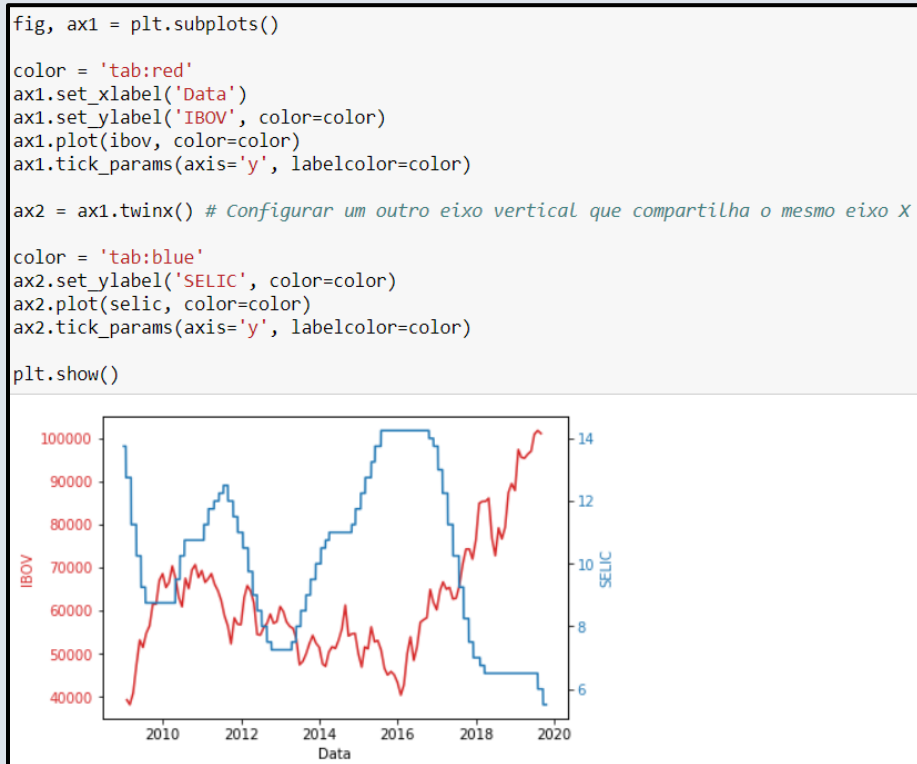 fig, ax1 = plt.subplots()
color = 'tab:red'
ax1.set_xlabel('Data')
ax1.set_ylabel('IBOV', color=color)
ax1.plot(ibov, color=color)
ax1.tick_params(axis='y', labelcolor=color)
ax2 = ax1.twinx() # Configurar um outro eixo vertical que compartilha o mesmo eixo X
color = 'tab:blue'
ax2.set_ylabel('SELIC', color=color)
ax2.plot(selic, color=color)
ax2.tick_params(axis='y', labelcolor=color)
plt.show()
100000
90000
80000
70000
60000
50000
40000
IBOV
14
12
10
8
6
SELIC
2010 2012 2014 2016 2018 2020
Data